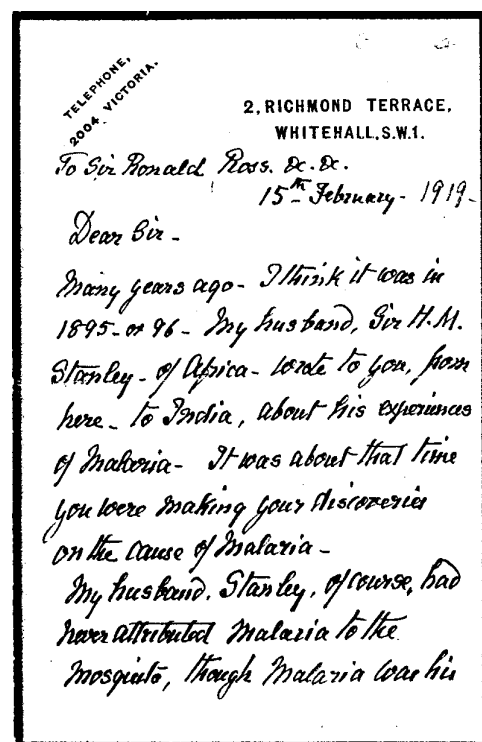 TELEPHONE,
2004 VICTORIA.
2, RICHMOND TERRACE,
WHITEHALL, S.W.1.
To Sir Ronald Ross. &c. &c.
15th February - 1919 -
Dear Sir -
Many years ago - I think it was in
1895 - or 96 - My husband, Sir H. M.
Stanley - of Africa - wrote to you, from
here - to India, about his experiences
of Malaria - It was about that time
you were making your discoveries
on the cause of Malaria -
My husband, Stanley, of course, had
never attributed Malaria to the
Mosquito, though Malaria was his